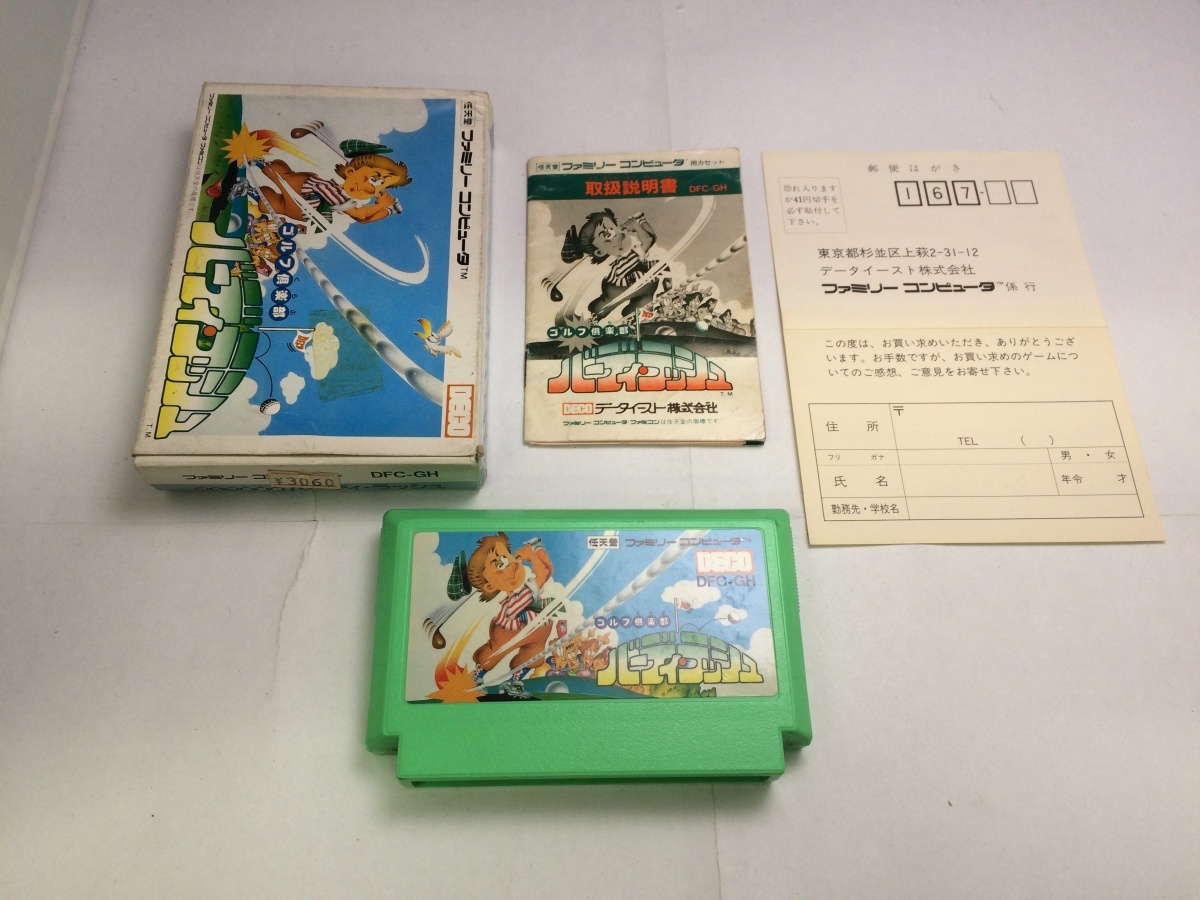 任天堂 ファミリー コンピュータ TM
ゴルフ倶楽部
バーディラッシュ
TM
DECO
ファミリー コ
DFC-GH
¥3060
任天堂 ファミリー コンピュータ 用カセット
取扱説明書 DFC-GH
ゴルフ倶楽部
バーディラッシュ
T.M.
DECO データイースト株式会社
ファミリー コンピュータ・ファミコンは任天堂の商標です
郵便はがき
恐れ入りますが
41円切手を
必ず貼付して
下さい。
167-
東京都杉並区上萩2-31-12
データイースト株式会社
ファミリー コンピュータ™係 行
この度は、お買い求めいただき、ありがとうござ
います。お手数ですが、お買い求めのゲームにつ
いてのご感想、ご意見をお寄せ下さい。
住 所 〒
TEL ( )
フリ ガナ
氏 名
男 ・ 女
年令 才
勤務先・学校名
任天堂 ファミリー コンピュータ™
DECO
DFC-GH
ゴルフ倶楽部
バーディラッシュ